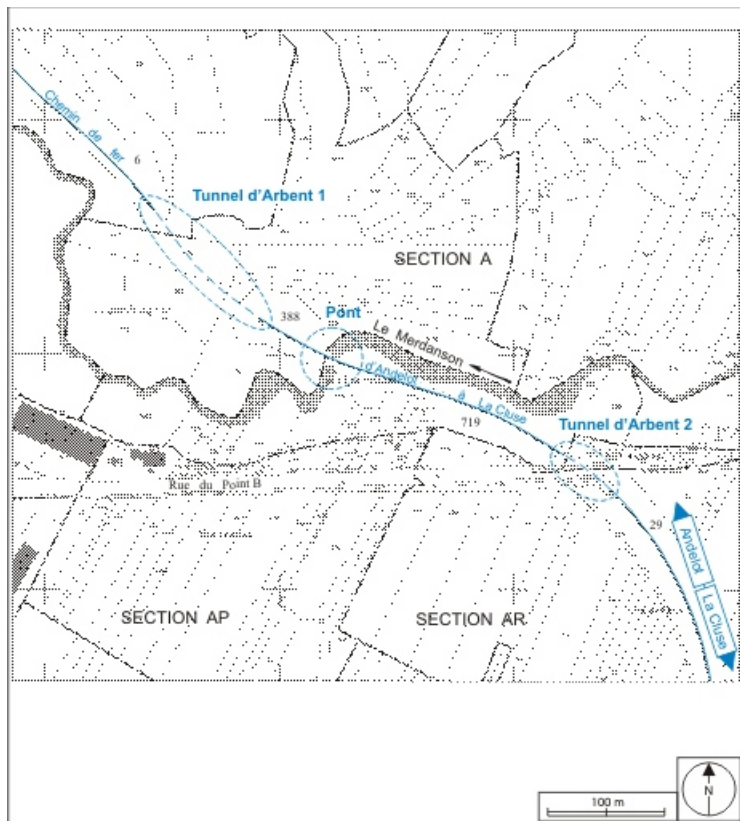 Chemin de fer
6
Tunnel d'Arbent 1
SECTION A
388
Pont
Le Merdanson
d'Andelot à La Cluse
719
Tunnel d'Arbent 2
Rue du Point B
29
Andelot
La Cluse
SECTION AP
SECTION AR
100 m
N